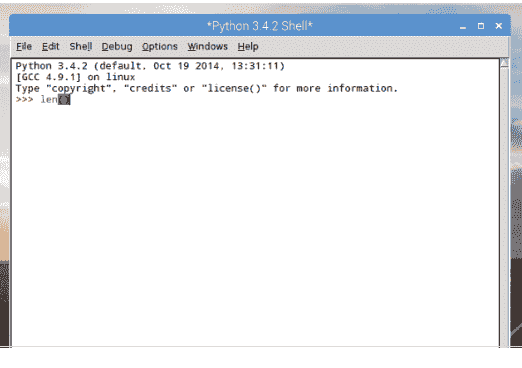 *Python 3.4.2 Shell*
File Edit Shell Debug Options Windows Help
Python 3.4.2 (default, Oct 19 2014, 13:31:11)
[GCC 4.9.1] on linux
Type "copyright", "credits" or "license()" for more information.
>>> len()